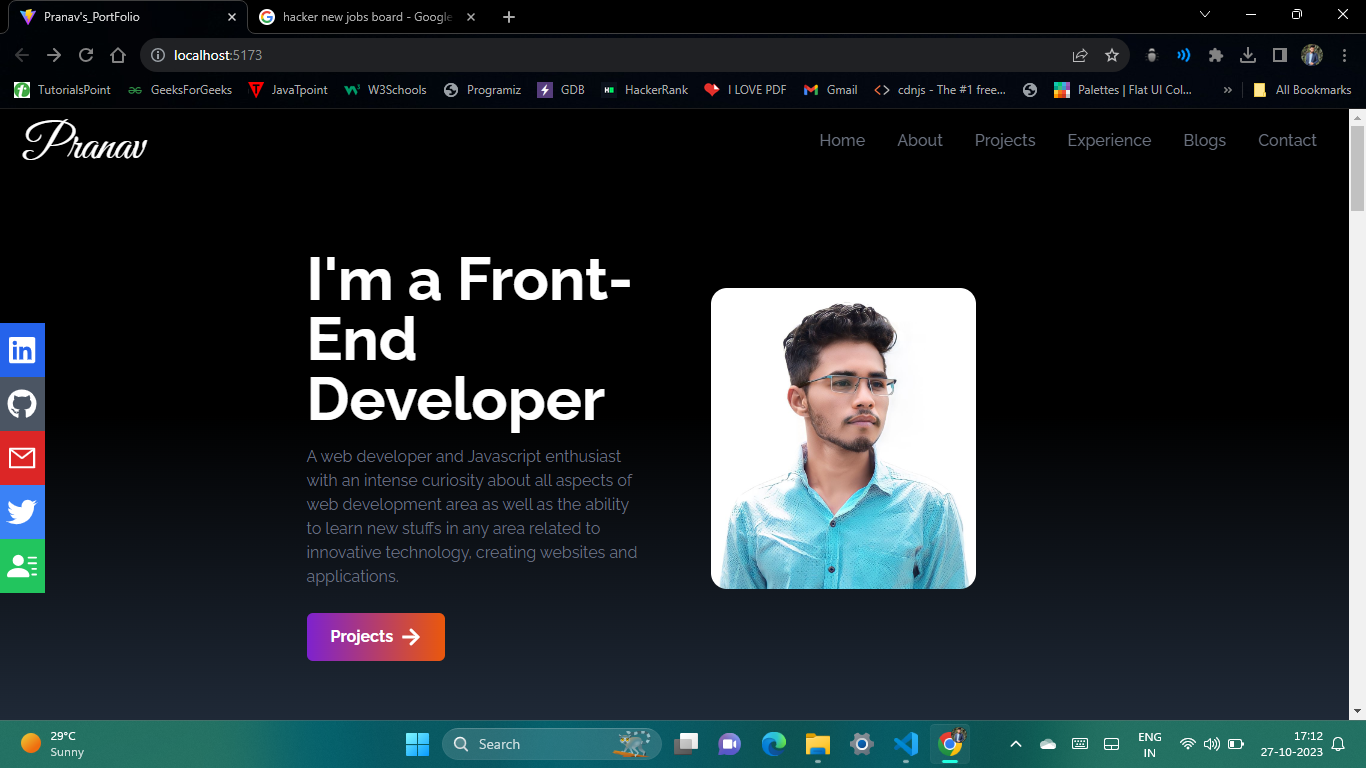 Pranav's_PortFolio
hacker new jobs board - Google
localhost:5173
TutorialsPoint GeeksForGeeks JavaTpoint W3Schools Programiz GDB HackerRank I LOVE PDF Gmail cdnjs - The #1 free... Palettes | Flat UI Col... » All Bookmarks
Pranav
Home About Projects Experience Blogs Contact
I'm a Front-
End
Developer
A web developer and Javascript enthusiast
with an intense curiosity about all aspects of
web development area as well as the ability
to learn new stuffs in any area related to
innovative technology, creating websites and
applications.
Projects
29°C
Sunny
Search
ENG
IN
17:12
27-10-2023